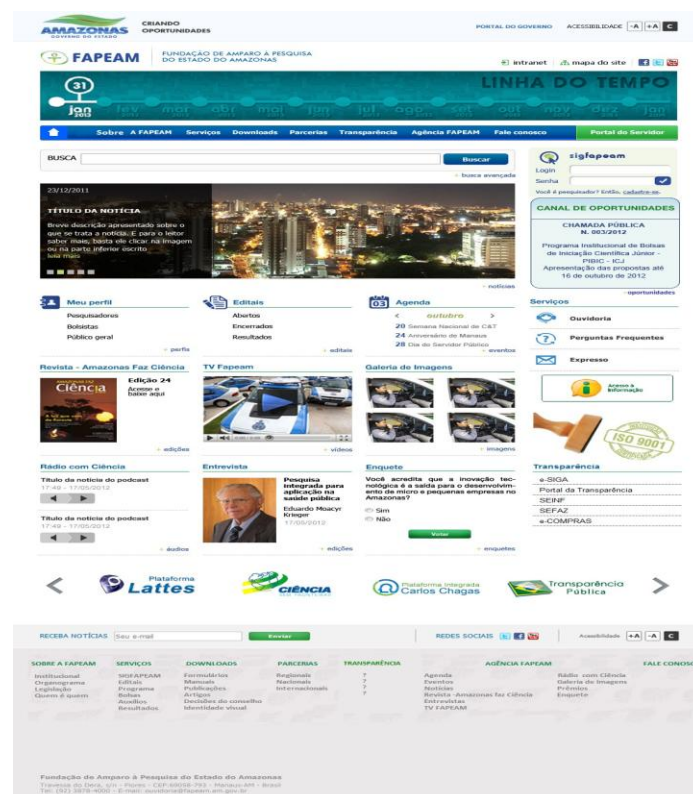 AMAZONAS
GOVERNO DO ESTADO
CRIANDO
OPORTUNIDADES
PORTAL DO GOVERNO
ACESSIBILIDADE -A +A C
FAPEAM
FUNDAÇÃO DE AMPARO À PESQUISA
DO ESTADO DO AMAZONAS
intranet
mapa do site
LINHA DO TEMPO
31
jan fev mar abr mai jun jul ago set out nov dez jan
2013
Sobre A FAPEAM Serviços Downloads Parcerias Transparência Agência FAPEAM Fale conosco Portal do Servidor
BUSCA
Buscar
busca avançada
23/12/2011
TÍTULO DA NOTÍCIA
Breve descrição apresentado sobre o
que se trata a notícia. E para o leitor
saber mais, basta ele clicar na imagem
ou na parte inferior escrito
leia mais
+ notícias
sigfapeam
Login
Senha
Você é pesquisador? Então, cadastre-se.
CANAL DE OPORTUNIDADES
CHAMADA PÚBLICA
N. 003/2012
Programa Institucional de Bolsas
de Iniciação Científica Júnior -
PIBIC - ICJ
Apresentação das propostas até
16 de outubro de 2012
+oportunidades
Meu perfil
Pesquisadores
Bolsistas
Público geral
+ perfis
Editais
Abertos
Encerrados
Resultados
+ editais
03
Agenda
< outubro >
20 Semana Nacional de C&T
24 Aniversário de Manaus
28 Dia do Servidor Público
+ eventos
Serviços
Ouvidoria
Perguntas Frequentes
Expresso
Acesso à
Informação
ISO 9001
Revista - Amazonas Faz Ciência
Ciência
Edição 24
Acesse e
baixe aqui
+ edições
TV Fapeam
+ vídeos
Galeria de Imagens
+ imagens
Rádio com Ciência
Título da notícia do podcast
17:49 - 17/05/2012
Título da notícia do podcast
17:49 - 17/05/2012
+ áudios
Entrevista
Pesquisa
integrada para
aplicação na
saúde pública
Eduardo Moacyr
Krieger
17/05/2012
+ edições
Enquete
Você acredita que a inovação tec-
nológica é a saída para o desenvolvim-
ento de micro e pequenas empresas no
Amazonas?
Sim
Não
Votar
+ enquetes
Transparência
e-SIGA
Portal da Transparência
SEINF
SEFAZ
e-COMPRAS
Plataforma
Lattes
CIÊNCIA
Plataforma Integrada
Carlos Chagas
Transparência
Pública
RECEBA NOTÍCIAS Seu e-mail Enviar
REDES SOCIAIS
Acessibilidade +A -A C
SOBRE A FAPEAM
Institucional
Organograma
Legislação
Quem é quem
SERVIÇOS
SIGFAPEAM
Editais
Programa
Bolsas
Auxílios
Resultados
DOWNLOADS
Formulários
Manuais
Publicações
Artigos
Decisões do conselho
Identidade visual
PARCERIAS
Regionais
Nacionais
Internacionais
TRANSPARÊNCIA
?
?
?
?
AGÊNCIA FAPEAM
Agenda
Eventos
Notícias
Revista -Amazonas faz Ciência
Entrevistas
TV FAPEAM
Rádio com Ciência
Galeria de Imagens
Prêmios
Enquete
FALE CONOSC
Fundação de Amparo à Pesquisa do Estado do Amazonas